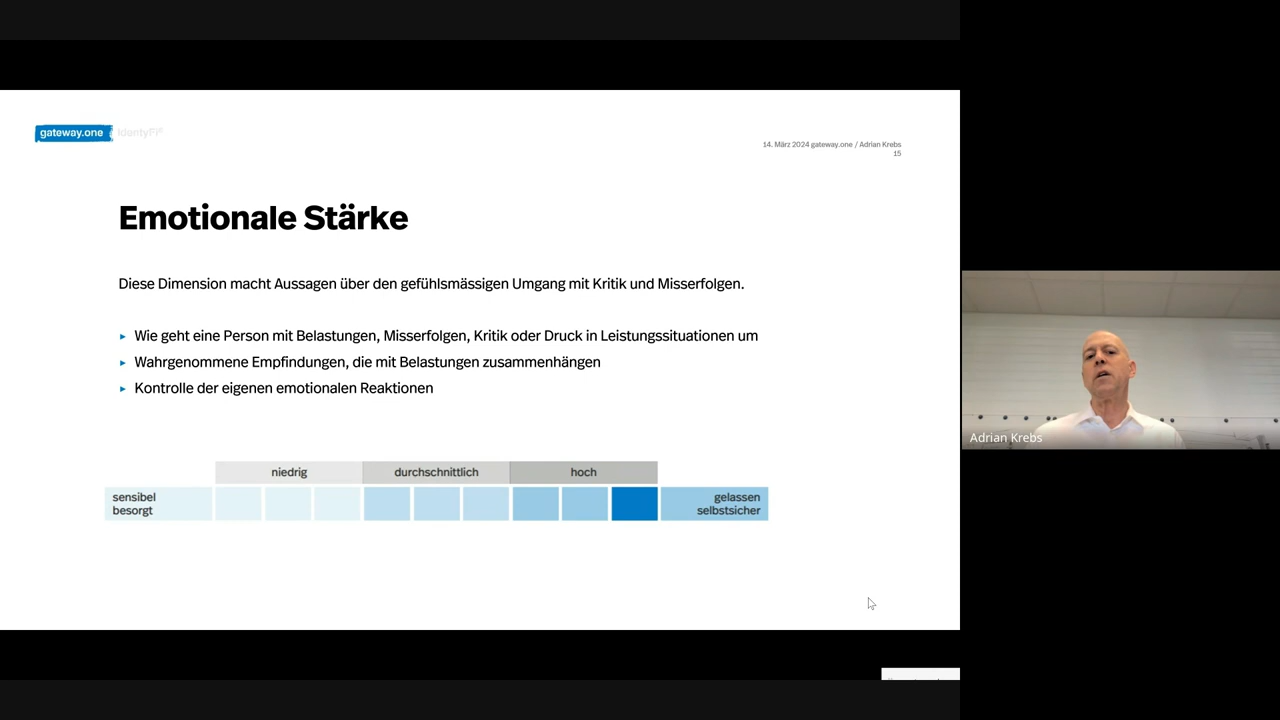 gateway.one IdentyFi®
14. März 2024 gateway.one / Adrian Krebs
15
Emotionale Stärke
Diese Dimension macht Aussagen über den gefühlsmässigen Umgang mit Kritik und Misserfolgen.
▸ Wie geht eine Person mit Belastungen, Misserfolgen, Kritik oder Druck in Leistungssituationen um
▸ Wahrgenommene Empfindungen, die mit Belastungen zusammenhängen
▸ Kontrolle der eigenen emotionalen Reaktionen
niedrig durchschnittlich hoch
sensibel gelassen
besorgt selbstsicher
Adrian Krebs